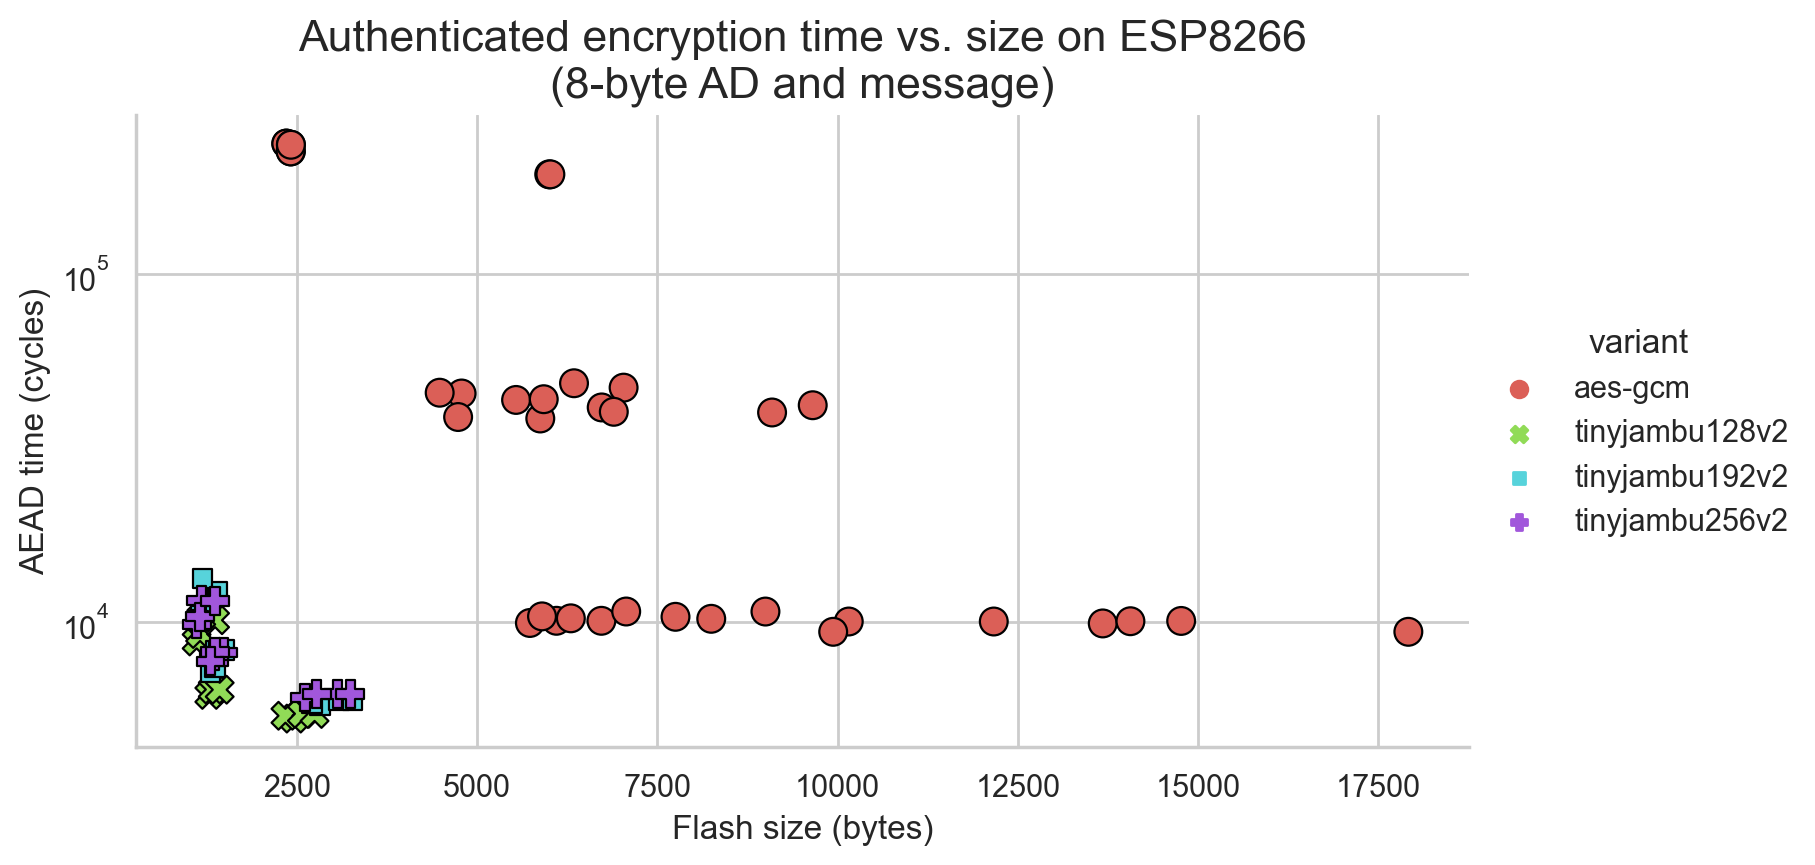 Authenticated encryption time vs. size on ESP8266
(8-byte AD and message)
AEAD time (cycles)
10^5
10^4
2500 5000 7500 10000 12500 15000 17500
Flash size (bytes)
variant
aes-gcm
tinyjambu128v2
tinyjambu192v2
tinyjambu256v2